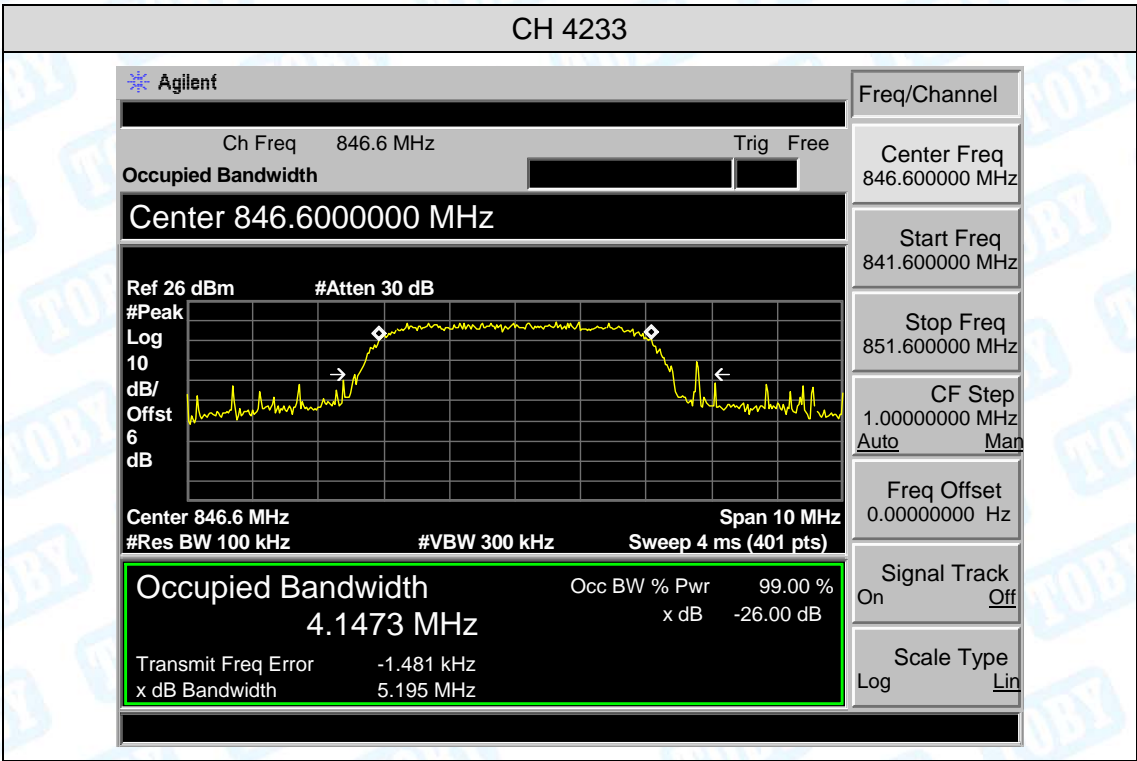 CH 4233
Agilent
Freq/Channel
Ch Freq 846.6 MHz Trig Free
Occupied Bandwidth
Center 846.6000000 MHz
Ref 26 dBm #Atten 30 dB
#Peak
Log
10
dB/
Offst
6
dB
Center 846.6 MHz Span 10 MHz
#Res BW 100 kHz #VBW 300 kHz Sweep 4 ms (401 pts)
Occupied Bandwidth
4.1473 MHz
Occ BW % Pwr 99.00 %
x dB -26.00 dB
Transmit Freq Error -1.481 kHz
x dB Bandwidth 5.195 MHz
Center Freq
846.600000 MHz
Start Freq
841.600000 MHz
Stop Freq
851.600000 MHz
CF Step
1.00000000 MHz
Auto Man
Freq Offset
0.00000000 Hz
Signal Track
On Off
Scale Type
Log Lin
TOBY